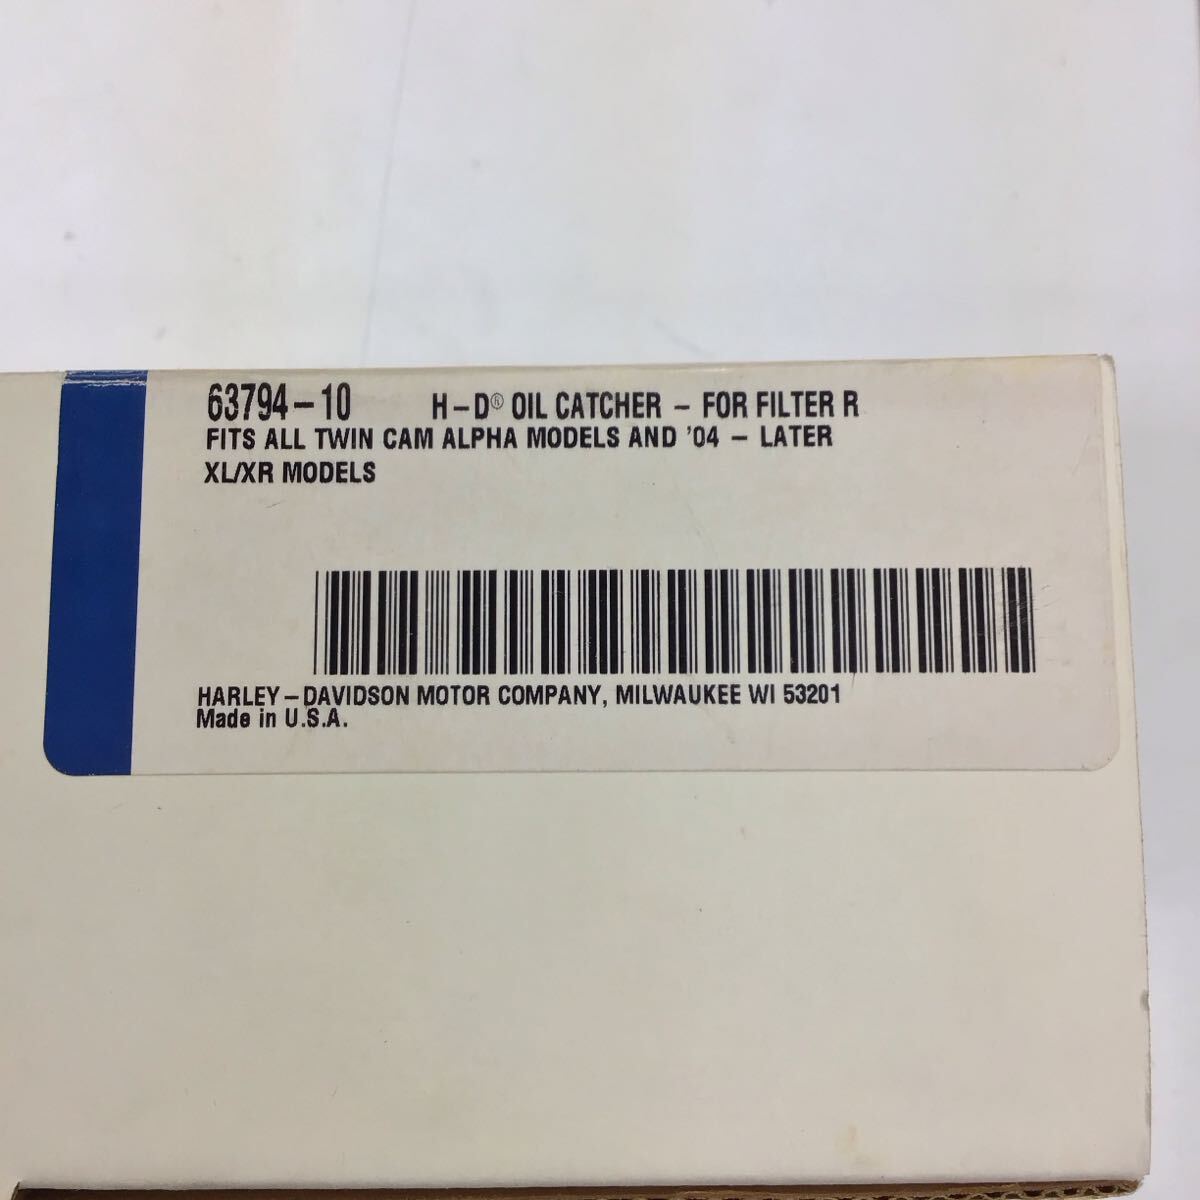 63794-10 H-D® OIL CATCHER - FOR FILTER R
FITS ALL TWIN CAM ALPHA MODELS AND '04 - LATER
XL/XR MODELS
HARLEY-DAVIDSON MOTOR COMPANY, MILWAUKEE WI 53201
Made in U.S.A.